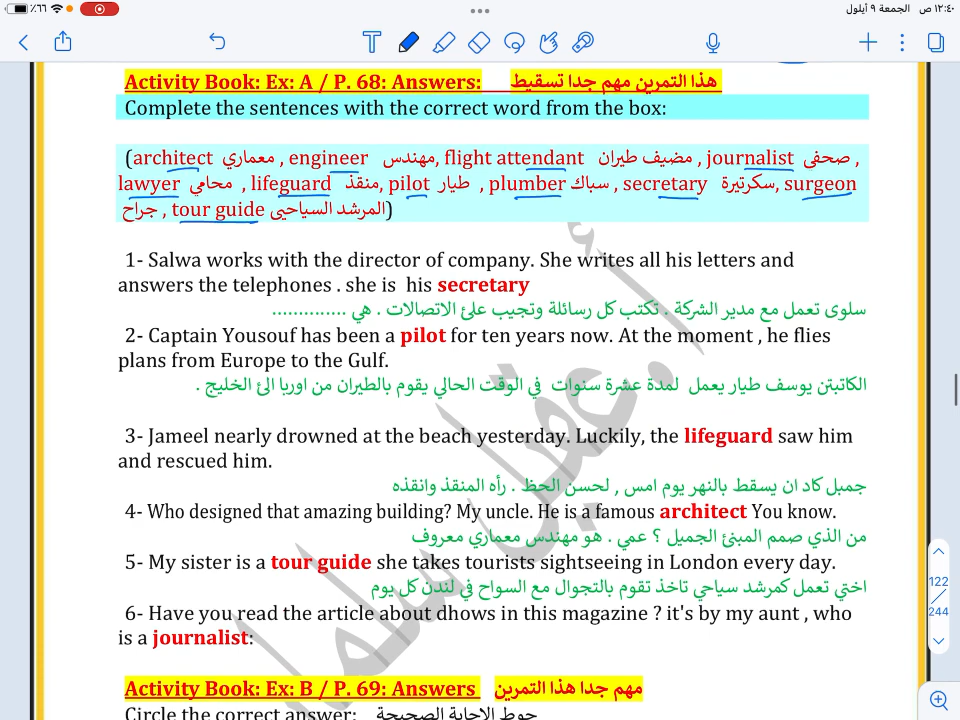 ٪٦٦ ١٢:٤٠ ص الجمعة ٩ أيلول
Activity Book: Ex: A / P. 68: Answers: هذا التمرين مهم جدا تسقيط
Complete the sentences with the correct word from the box:
(architect معماري , engineer مهندس, flight attendant مضيف طيران , journalist صحفي ,
lawyer محامي , lifeguard منقذ, pilot طيار , plumber سباك , secretary سكرتيرة , surgeon
جراح , tour guide المرشد السياحيي)
1- Salwa works with the director of company. She writes all his letters and
answers the telephones . she is his secretary
سلوى تعمل مع مدير الشركة . تكتب كل رسائلة وتجيب علئ الاتصالات . هي ..............
2- Captain Yousouf has been a pilot for ten years now. At the moment , he flies
plans from Europe to the Gulf.
الكاتبتن يوسف طيار يعمل لمدة عشرة سنوات في الوقت الحالي يقوم بالطيران من اوربا الئ الخليج .
3- Jameel nearly drowned at the beach yesterday. Luckily, the lifeguard saw him
and rescued him.
جمبل كاد ان يسقط بالنهر يوم امس , لحسن الحظ . رأه المنقذ وانقذه
4- Who designed that amazing building? My uncle. He is a famous architect You know.
من الذي صمم المبنئ الجميل ؟ عمي . هو مهندس معماري معروف
5- My sister is a tour guide she takes tourists sightseeing in London every day.
اختي تعمل كمرشد سياحي تاخذ تقوم بالتجوال مع السواح في لندن كل يوم
6- Have you read the article about dhows in this magazine ? it's by my aunt , who
is a journalist:
Activity Book: Ex: B / P. 69: Answers مهم جدا هذا التمرين
Circle the correct answer: حوط الاجابة الصحيحة
122
244